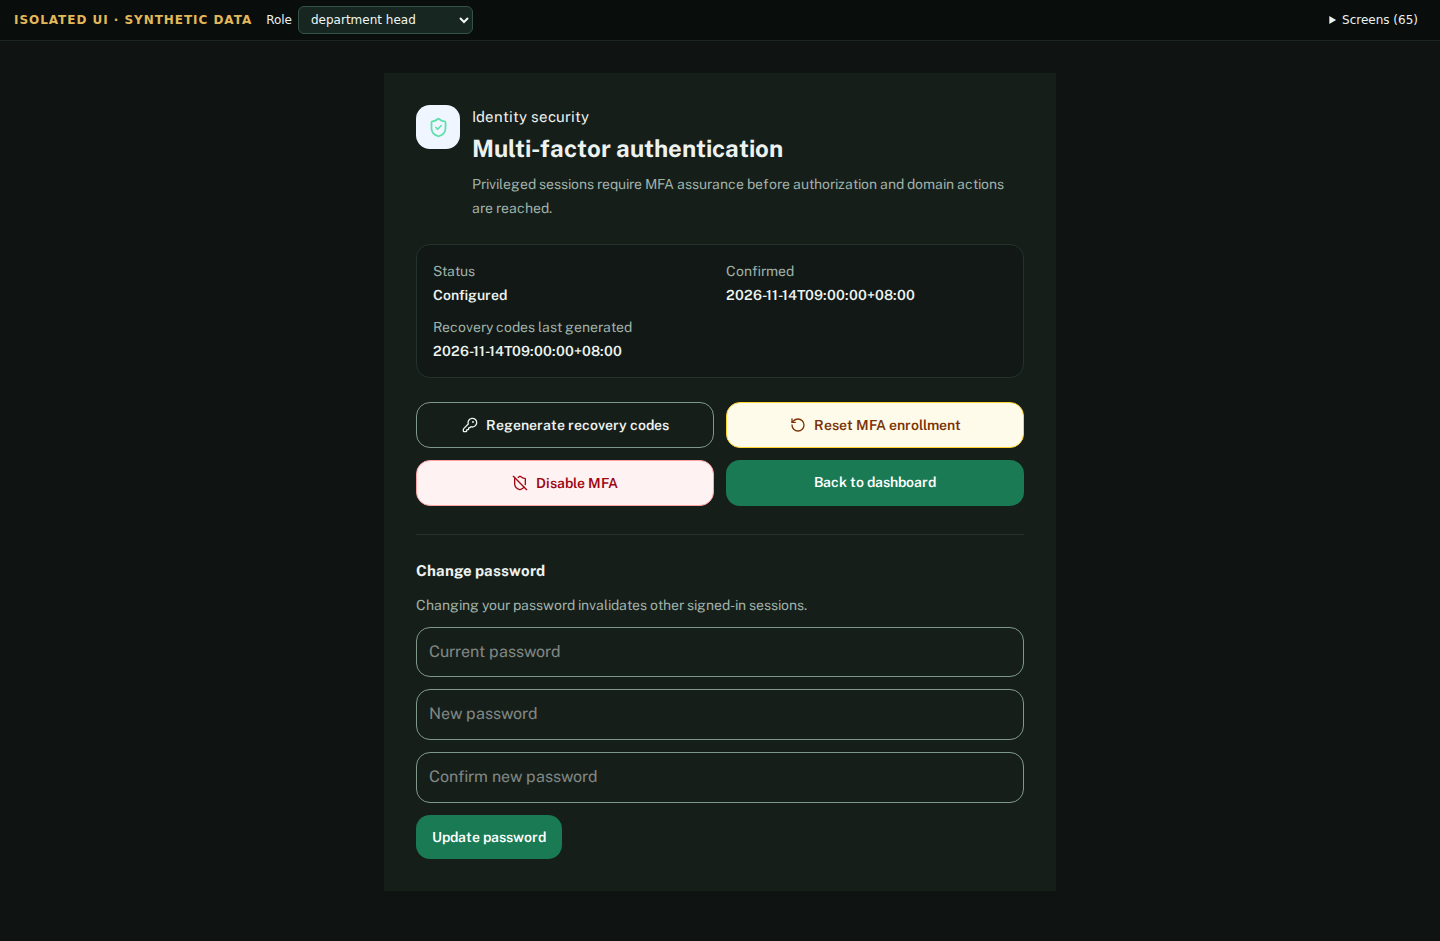 ISOLATED UI · SYNTHETIC DATA Role department head Screens (65)
Identity security
Multi-factor authentication
Privileged sessions require MFA assurance before authorization and domain actions
are reached.
Status Confirmed
Configured 2026-11-14T09:00:00+08:00
Recovery codes last generated
2026-11-14T09:00:00+08:00
Regenerate recovery codes Reset MFA enrollment
Disable MFA Back to dashboard
Change password
Changing your password invalidates other signed-in sessions.
Current password
New password
Confirm new password
Update password